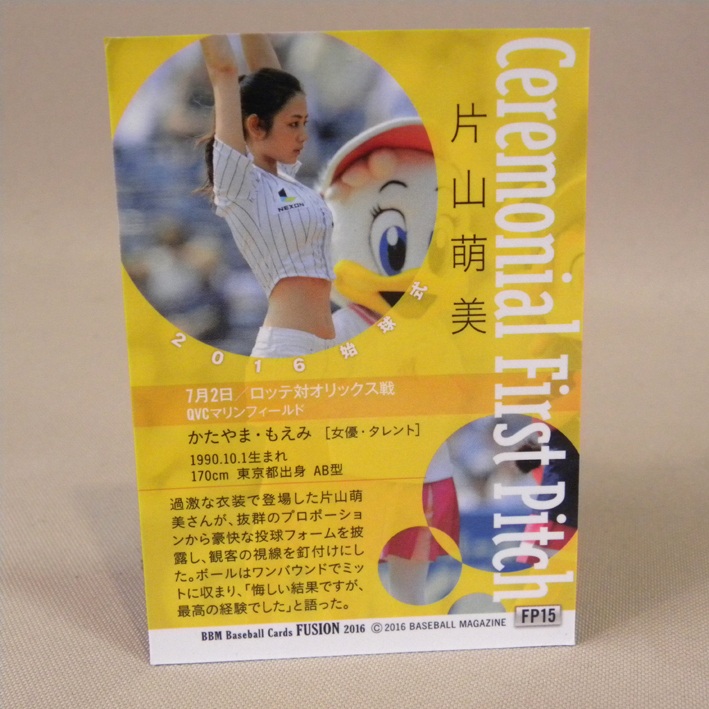 Ceremonial First Pitch
片山萌美
NEXON
2016始球式
7月2日/ロッテ対オリックス戦
QVCマリンフィールド
かたやま・もえみ [女優・タレント]
1990.10.1生まれ
170cm 東京都出身 AB型
過激な衣装で登場した片山萌
美さんが、抜群のプロポーショ
ンから豪快な投球フォームを披
露し、観客の視線を釘付けにし
た。ボールはワンバウンドでミッ
トに収まり、「悔しい結果ですが、
最高の経験でした」と語った。
FP15
BBM Baseball Cards FUSION 2016 © 2016 BASEBALL MAGAZINE